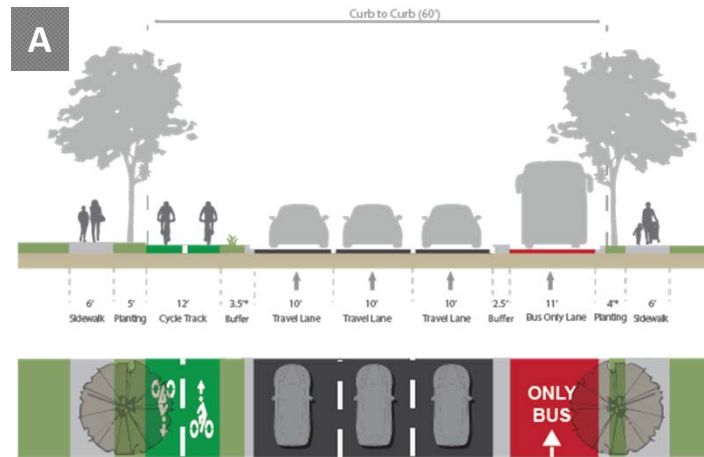 A
Curb to Curb (60')
6' 5' 12' 3.5'* 10' 10' 10' 2.5' 11' 4'* 6'
Sidewalk Planting Cycle Track Buffer Travel Lane Travel Lane Travel Lane Buffer Bus Only Lane Planting Sidewalk
ONLY
BUS